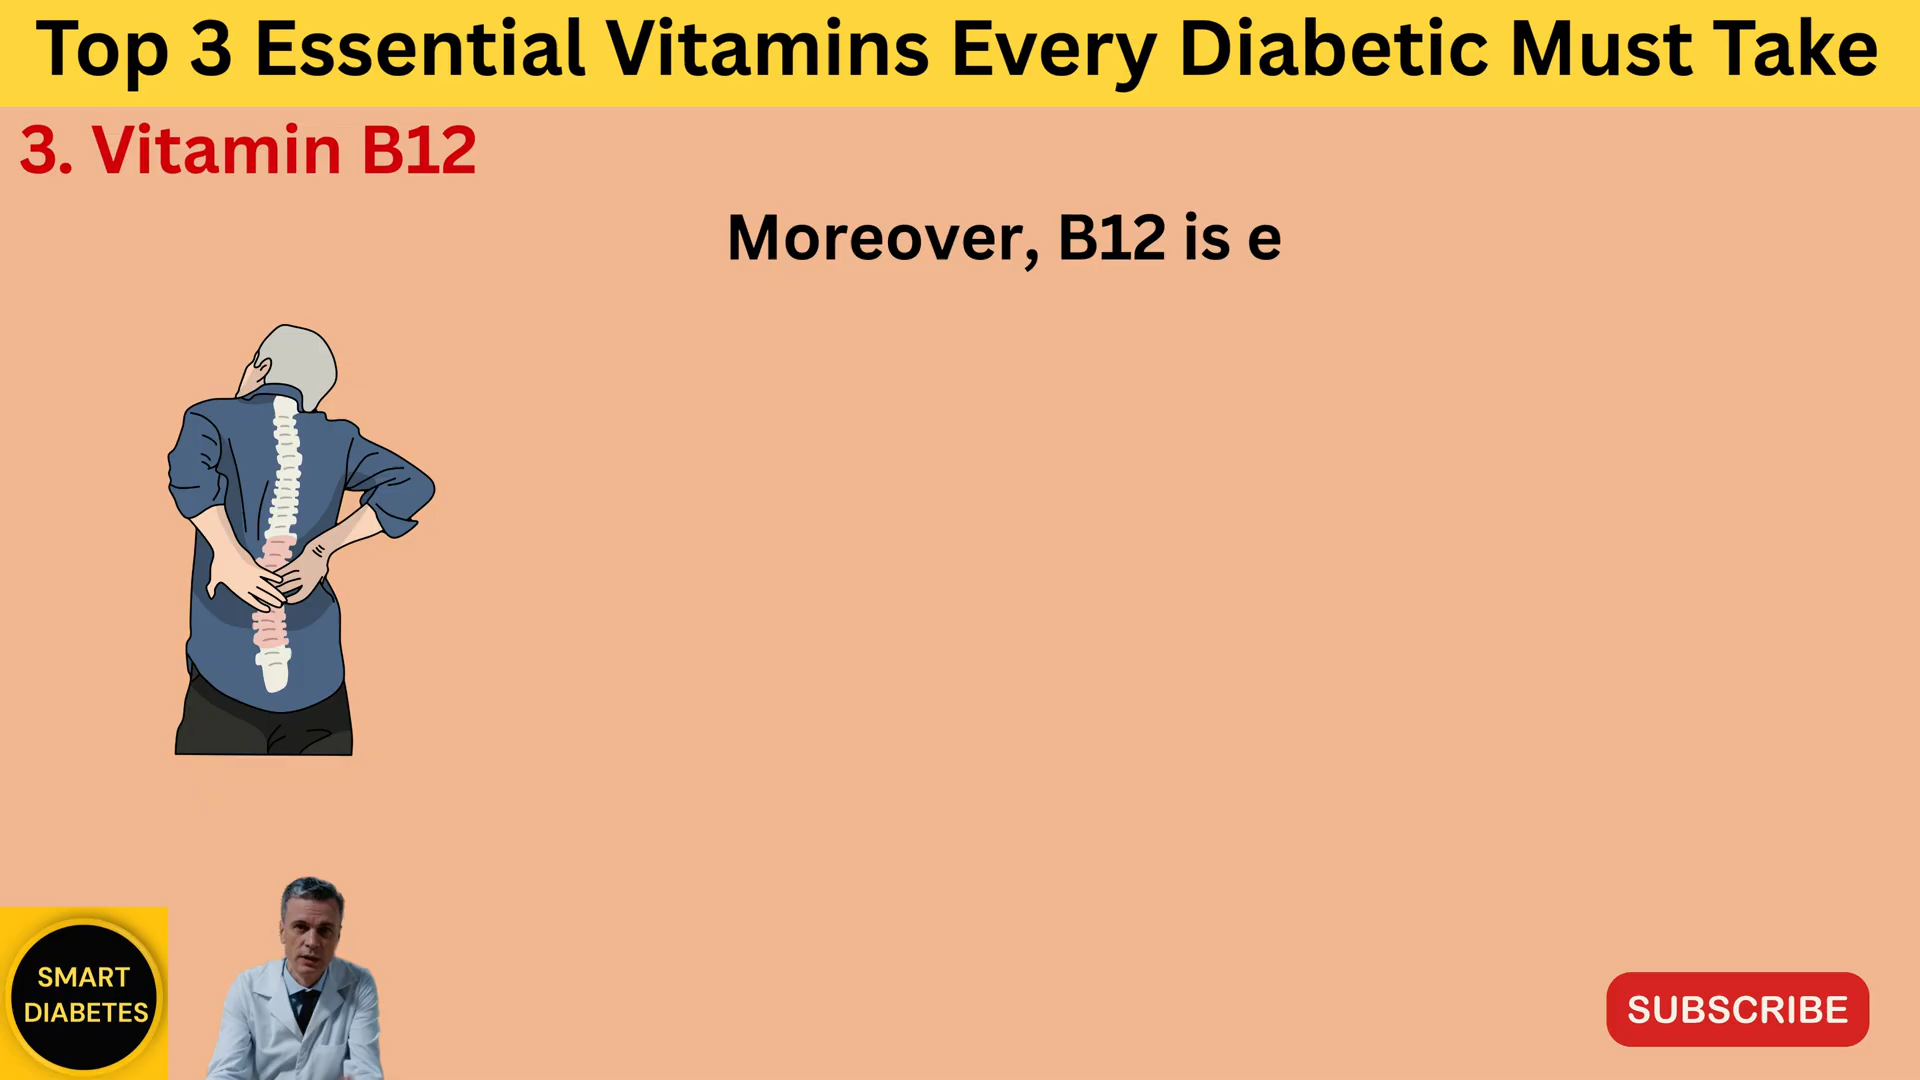 Top 3 Essential Vitamins Every Diabetic Must Take
3. Vitamin B12
Moreover, B12 is e
SMART
DIABETES
SUBSCRIBE